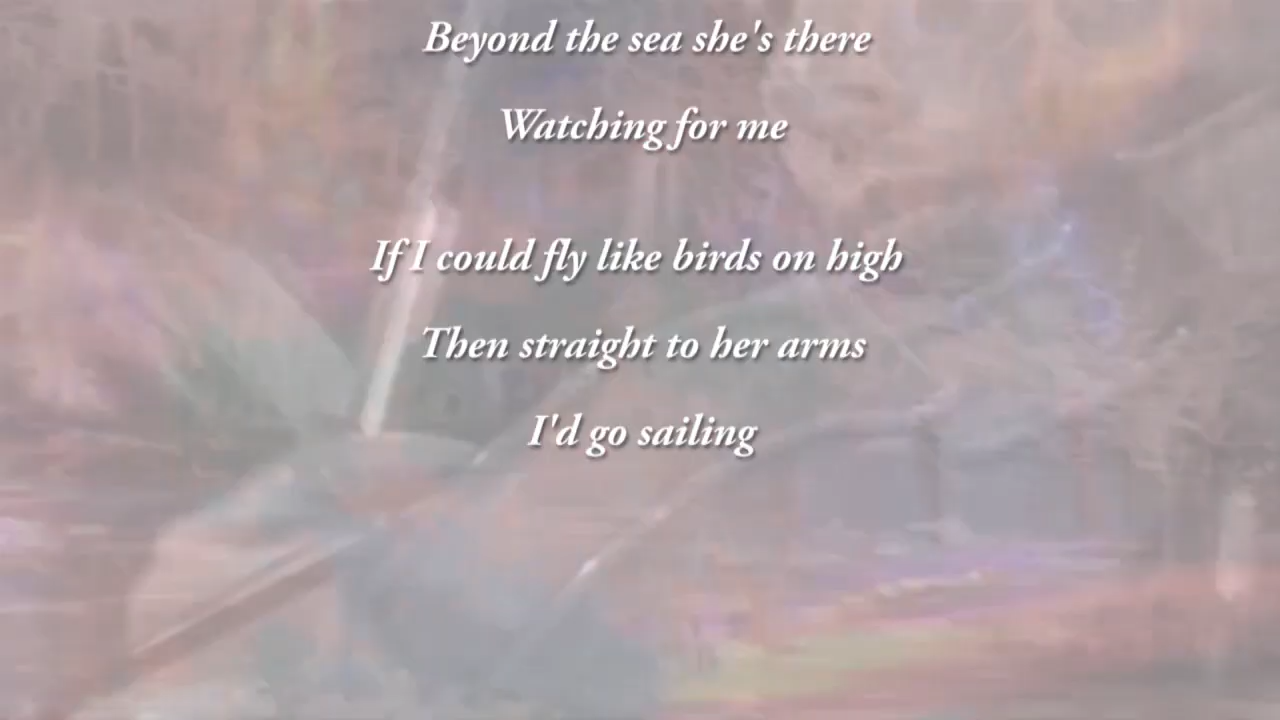 Beyond the sea she's there
Watching for me
If I could fly like birds on high
Then straight to her arms
I'd go sailing